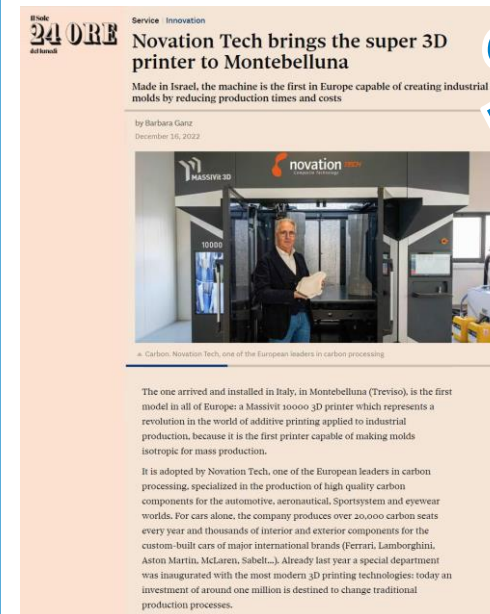 Il Sole
24 ORE
del lunedì
Service | Innovation
Novation Tech brings the super 3D
printer to Montebelluna
Made in Israel, the machine is the first in Europe capable of creating industrial
molds by reducing production times and costs
by Barbara Ganz
December 16, 2022
MASSIVit 3D
novation TECH
Composite Technology
10000
Carbon. Novation Tech, one of the European leaders in carbon processing
The one arrived and installed in Italy, in Montebelluna (Treviso), is the first
model in all of Europe: a Massivit 10000 3D printer which represents a
revolution in the world of additive printing applied to industrial
production, because it is the first printer capable of making molds
isotropic for mass production.
It is adopted by Novation Tech, one of the European leaders in carbon
processing, specialized in the production of high quality carbon
components for the automotive, aeronautical, Sportsystem and eyewear
worlds. For cars alone, the company produces over 20,000 carbon seats
every year and thousands of interior and exterior components for the
custom-built cars of major international brands (Ferrari, Lamborghini,
Aston Martin, McLaren, Sabelt...). Already last year a special department
was inaugurated with the most modern 3D printing technologies: today an
investment of around one million is destined to change traditional
production processes.